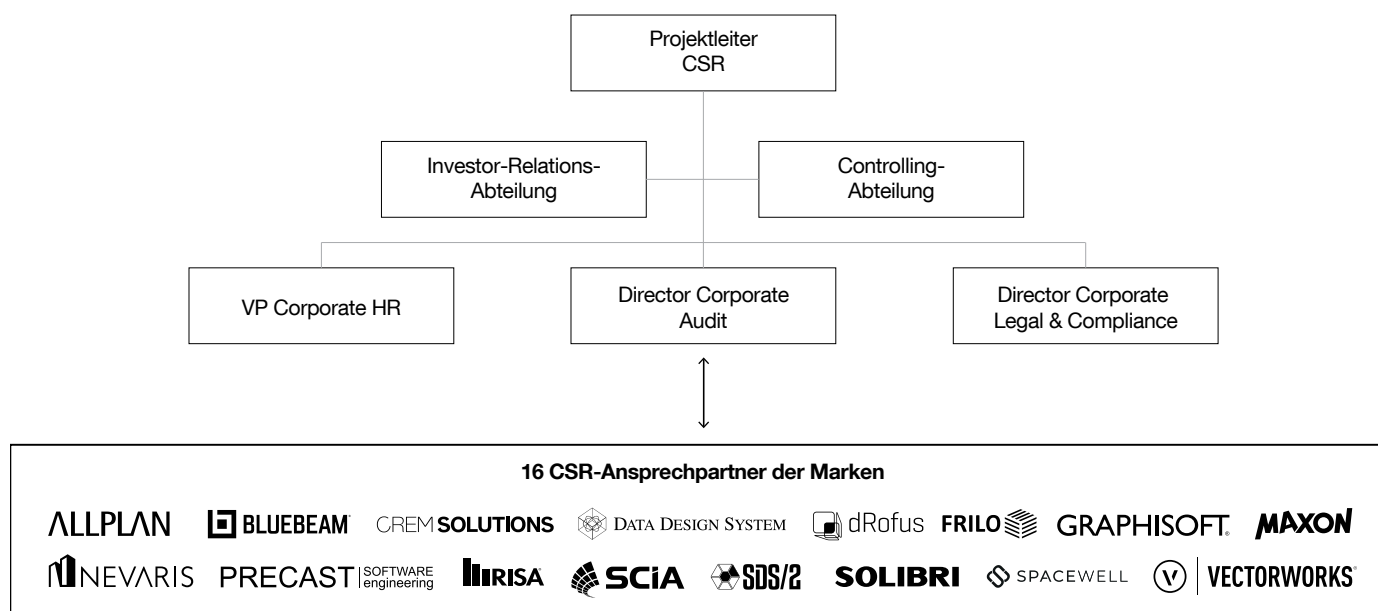 Projektleiter
CSR
Investor-Relations-
Abteilung
Controlling-
Abteilung
VP Corporate HR
Director Corporate
Audit
Director Corporate
Legal & Compliance
16 CSR-Ansprechpartner der Marken
ALLPLAN BLUEBEAM CREM SOLUTIONS DATA DESIGN SYSTEM dRofus FRILO GRAPHISOFT® MAXON
NEVARIS PRECAST SOFTWARE engineering RISA SCIA SDS/2 SOLIBRI SPACEWELL V VECTORWORKS®